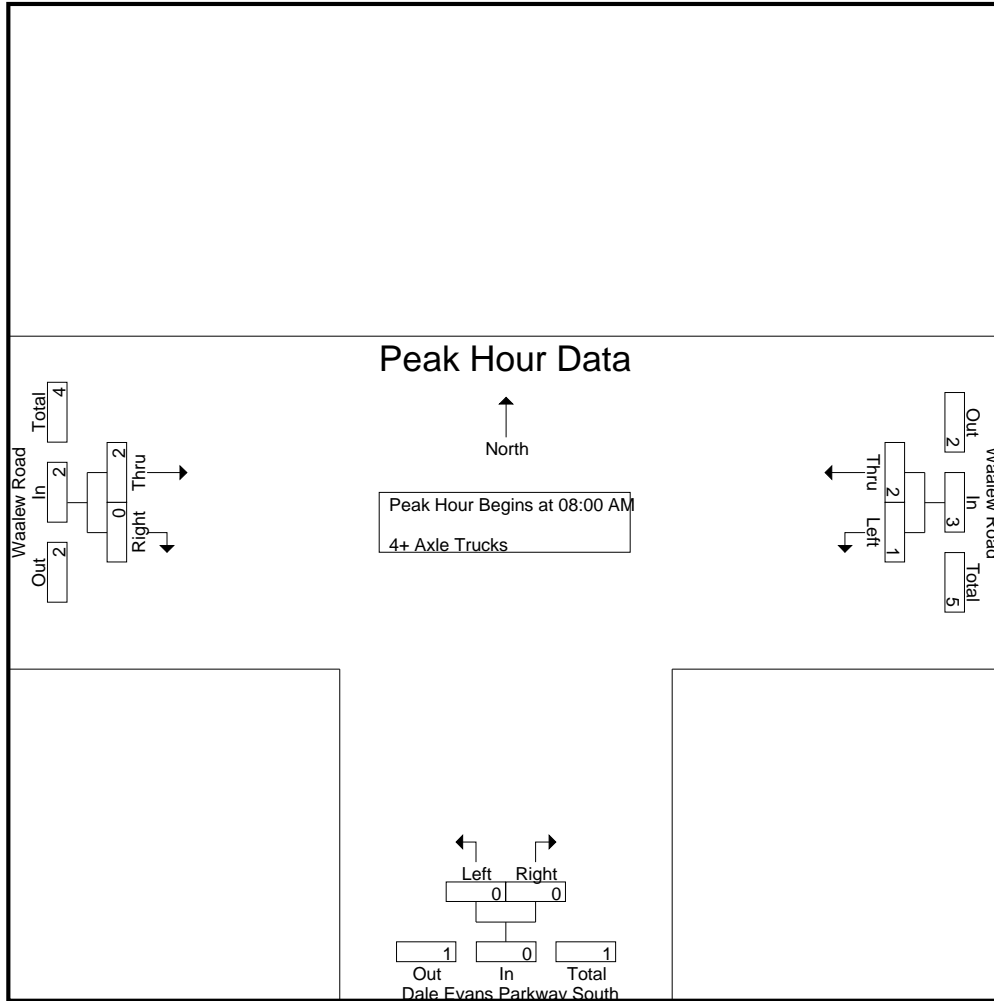 Peak Hour Data
North
Peak Hour Begins at 08:00 AM
4+ Axle Trucks
Waalew Road
Total
4
In
2
Out
2
Thru
2
Right
0
Waalew Road
Out
2
In
3
Total
5
Thru
2
Left
1
Left Right
0 0
1 0 1
Out In Total
Dale Evans Parkway South